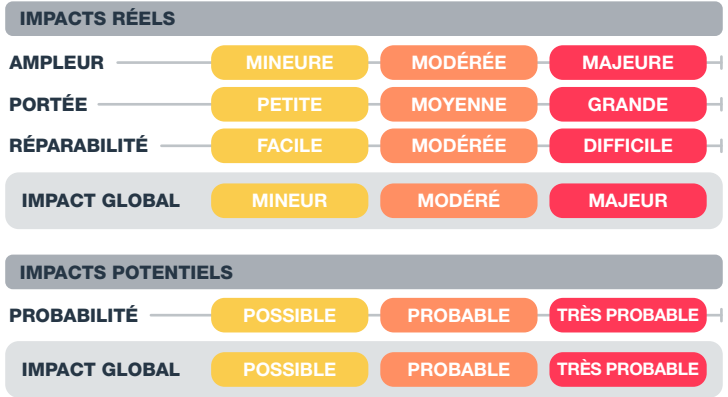 IMPACTS RÉELS
AMPLEUR MINEURE MODÉRÉE MAJEURE
PORTÉE PETITE MOYENNE GRANDE
RÉPARABILITÉ FACILE MODÉRÉE DIFFICILE
IMPACT GLOBAL MINEUR MODÉRÉ MAJEUR
IMPACTS POTENTIELS
PROBABILITÉ POSSIBLE PROBABLE TRÈS PROBABLE
IMPACT GLOBAL POSSIBLE PROBABLE TRÈS PROBABLE